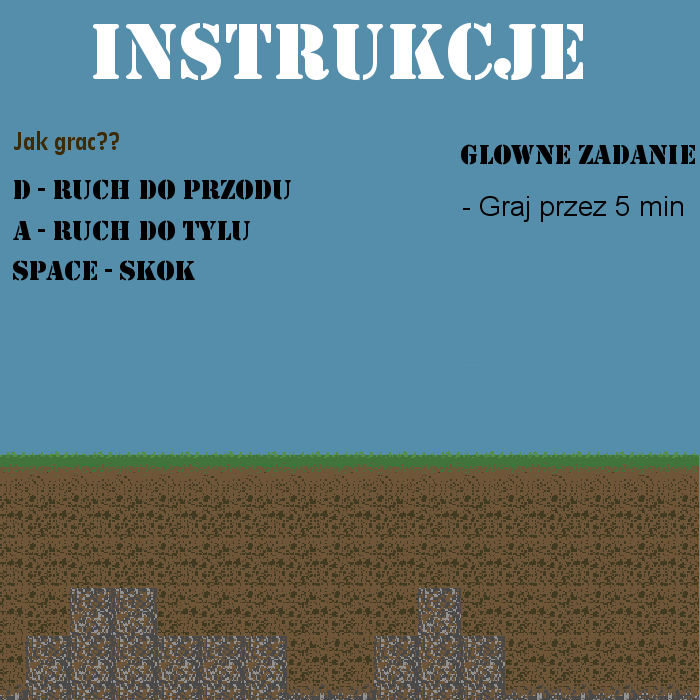 INSTRUKCJE
Jak grac??
D - RUCH DO PRZODU
A - RUCH DO TYLU
SPACE - SKOK
GLOWNE ZADANIE
- Graj przez 5 min